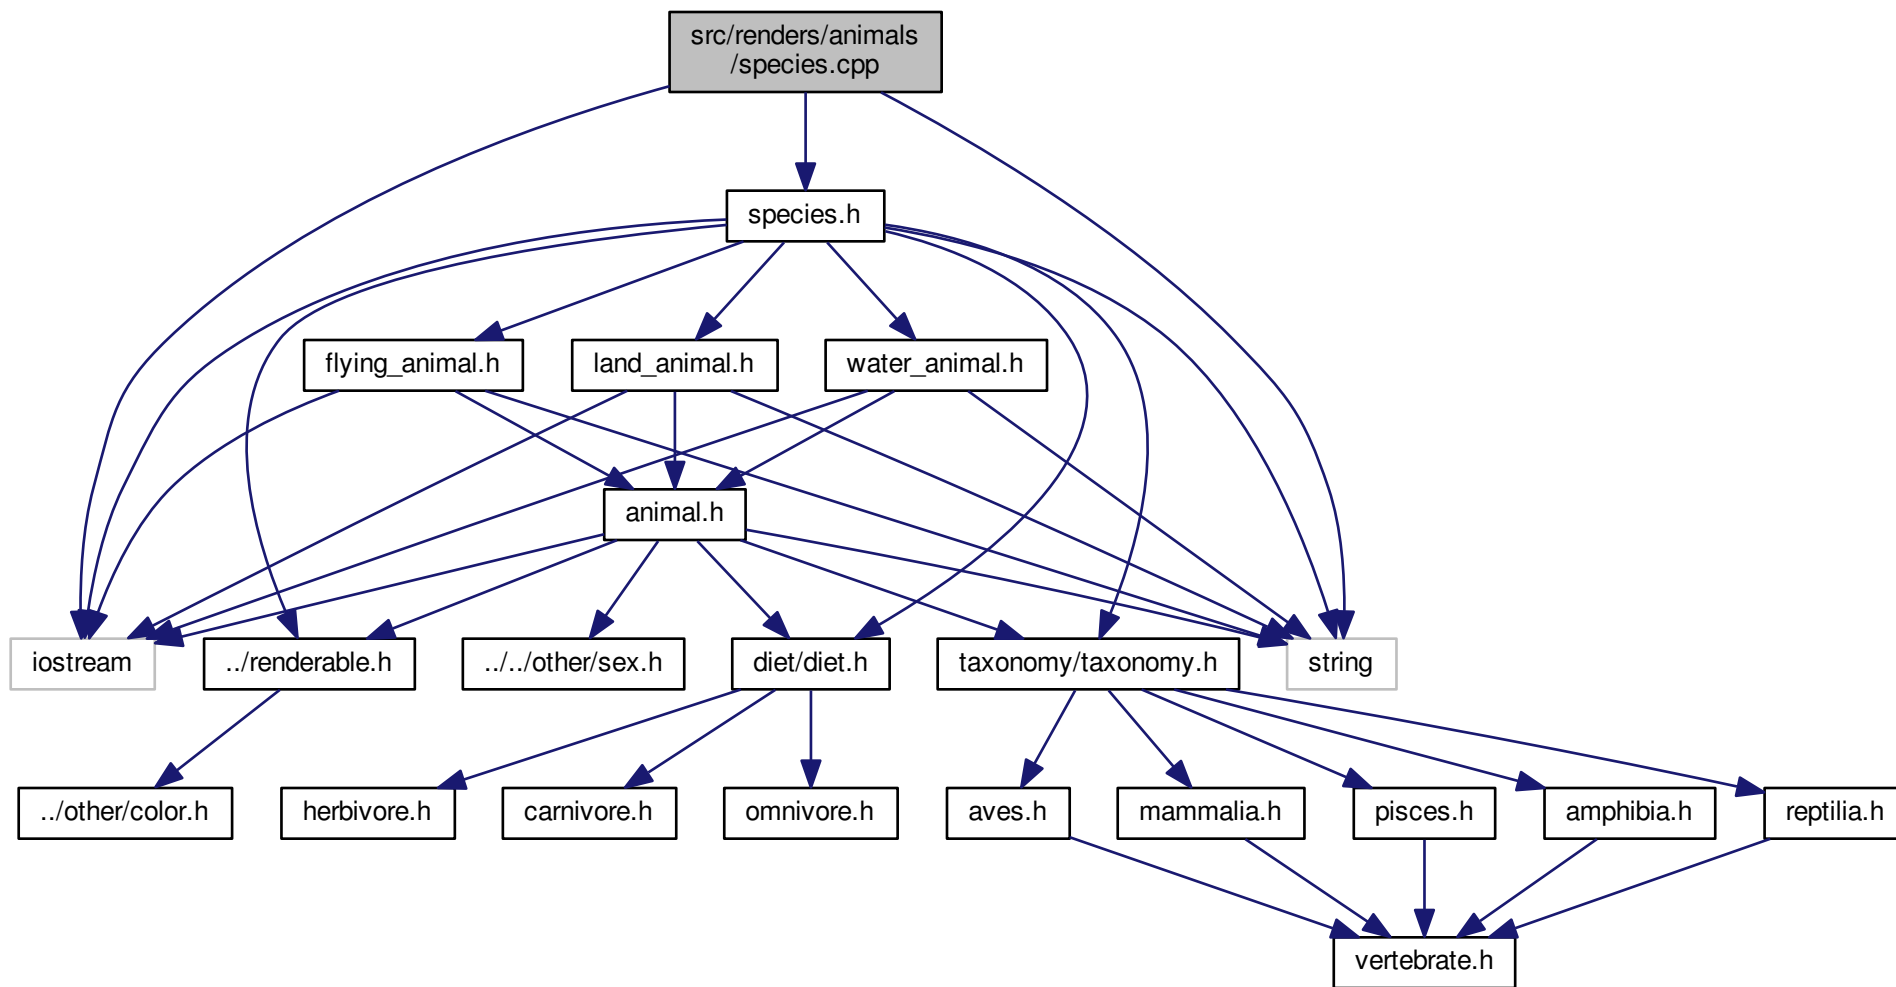 src/renders/animals
/species.cpp
species.h
flying_animal.h
land_animal.h
water_animal.h
animal.h
iostream
../renderable.h
../../other/sex.h
diet/diet.h
taxonomy/taxonomy.h
string
../other/color.h
herbivore.h
carnivore.h
omnivore.h
aves.h
mammalia.h
pisces.h
amphibia.h
reptilia.h
vertebrate.h